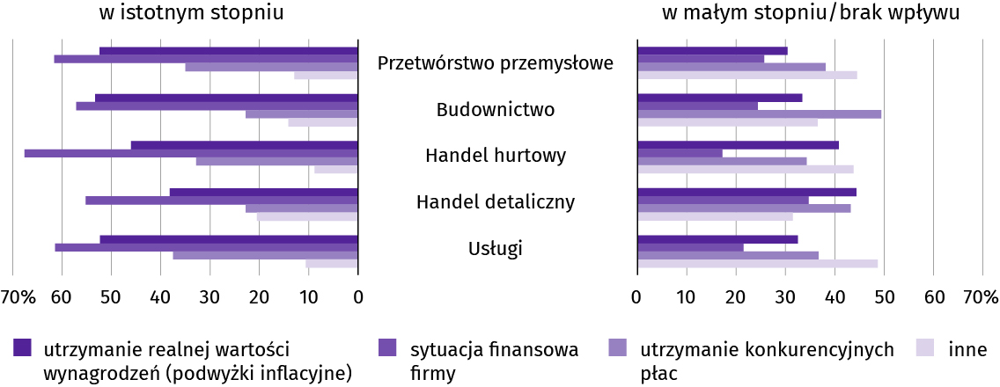 w istotnym stopniu
w małym stopniu/brak wpływu
Przetwórstwo przemysłowe
Budownictwo
Handel hurtowy
Handel detaliczny
Usługi
70% 60 50 40 30 20 10 0
0 10 20 30 40 50 60 70%
utrzymanie realnej wartości
wynagrodzeń (podwyżki inflacyjne)
sytuacja finansowa
firmy
utrzymanie konkurencyjnych
płac
inne